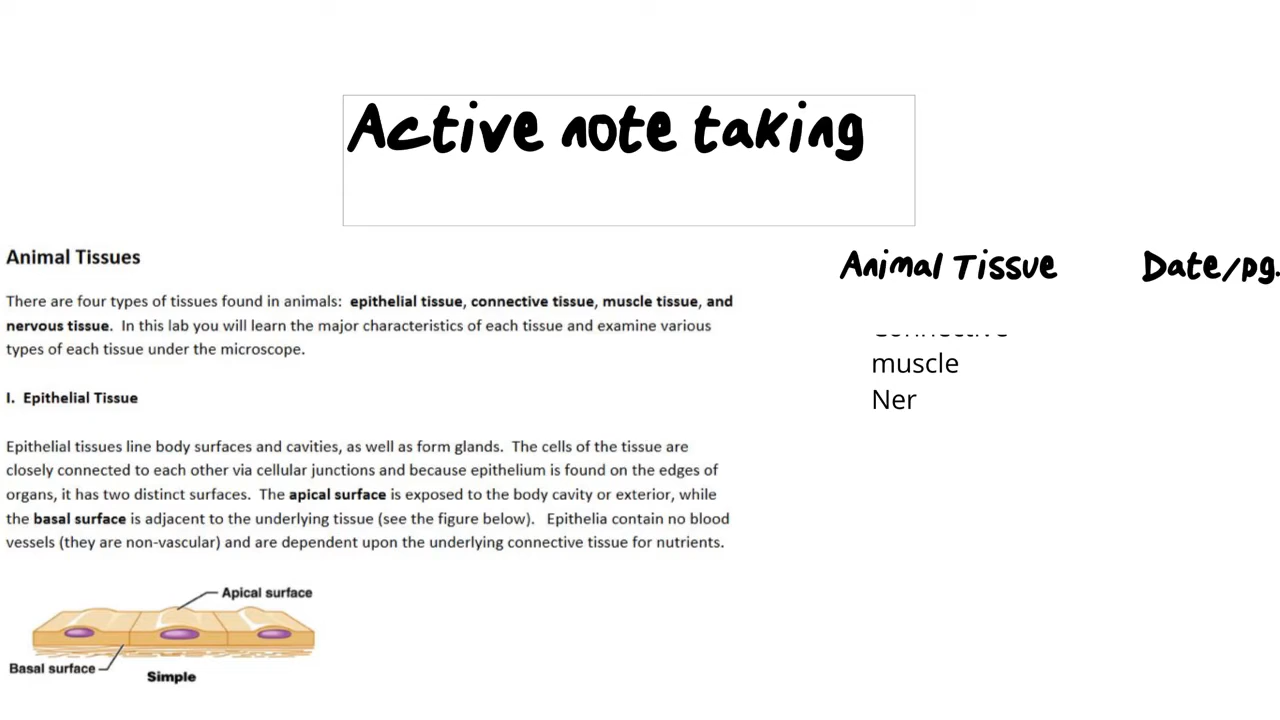 Active note taking
Animal Tissues
There are four types of tissues found in animals: epithelial tissue, connective tissue, muscle tissue, and
nervous tissue. In this lab you will learn the major characteristics of each tissue and examine various
types of each tissue under the microscope.
I. Epithelial Tissue
Epithelial tissues line body surfaces and cavities, as well as form glands. The cells of the tissue are
closely connected to each other via cellular junctions and because epithelium is found on the edges of
organs, it has two distinct surfaces. The apical surface is exposed to the body cavity or exterior, while
the basal surface is adjacent to the underlying tissue (see the figure below). Epithelia contain no blood
vessels (they are non-vascular) and are dependent upon the underlying connective tissue for nutrients.
Apical surface
Basal surface
Simple
Animal Tissue
Date/pg.
muscle
Ner